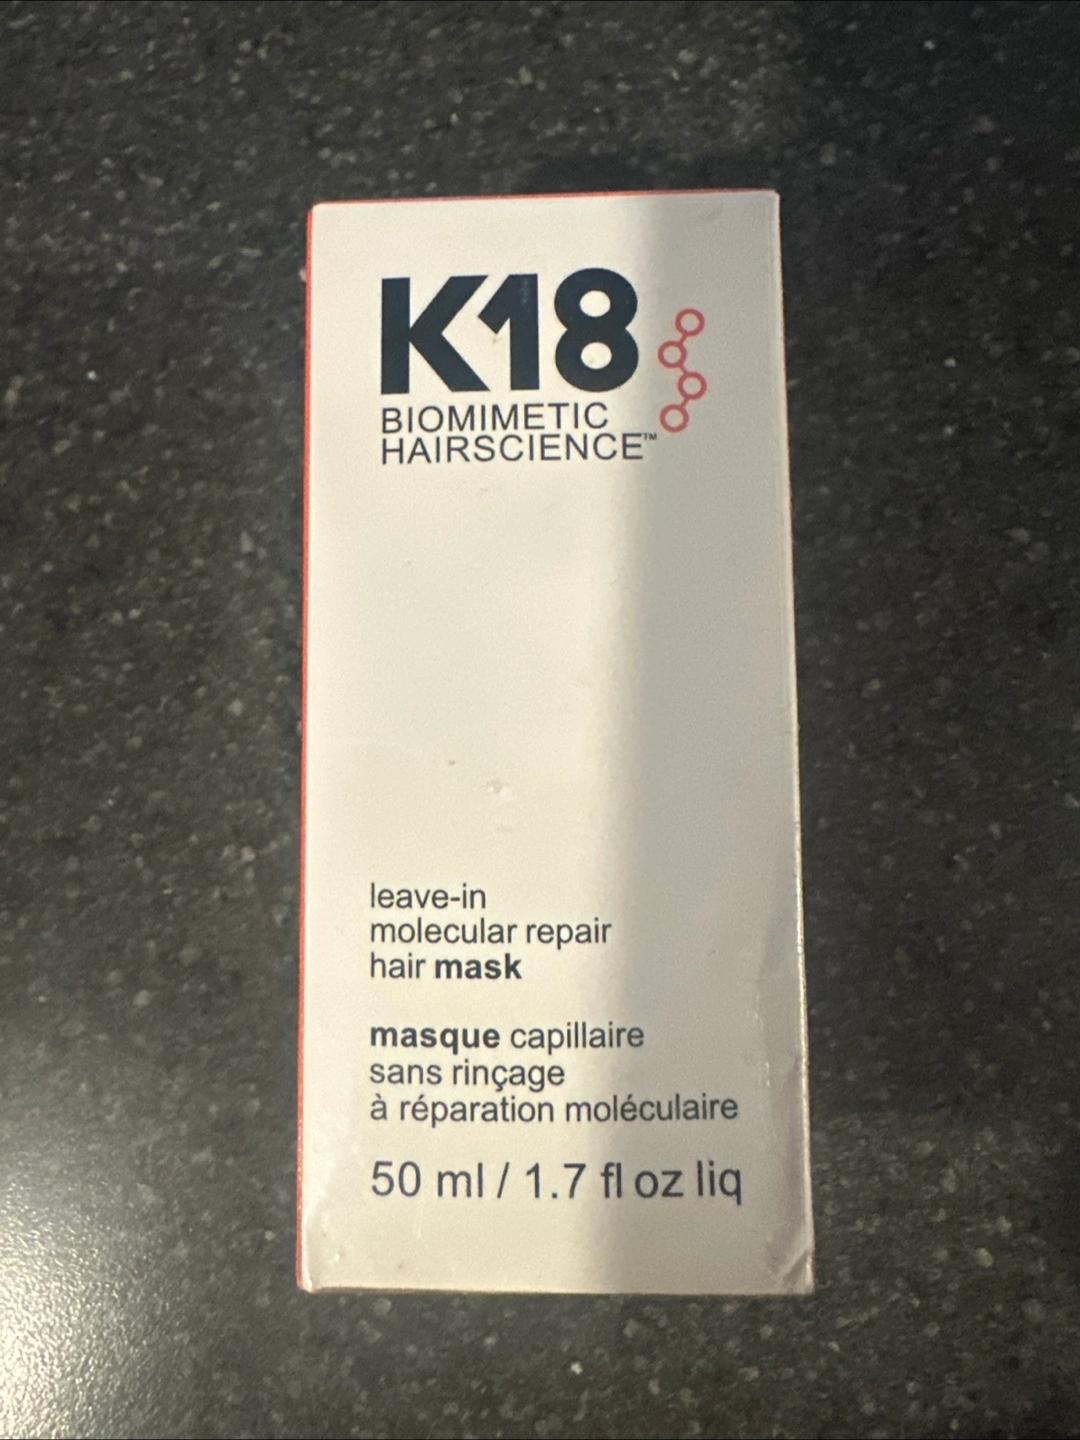 K18
BIOMIMETIC
HAIRSCIENCE™
leave-in
molecular repair
hair mask
masque capillaire
sans rinçage
à réparation moléculaire
50 ml / 1.7 fl oz liq